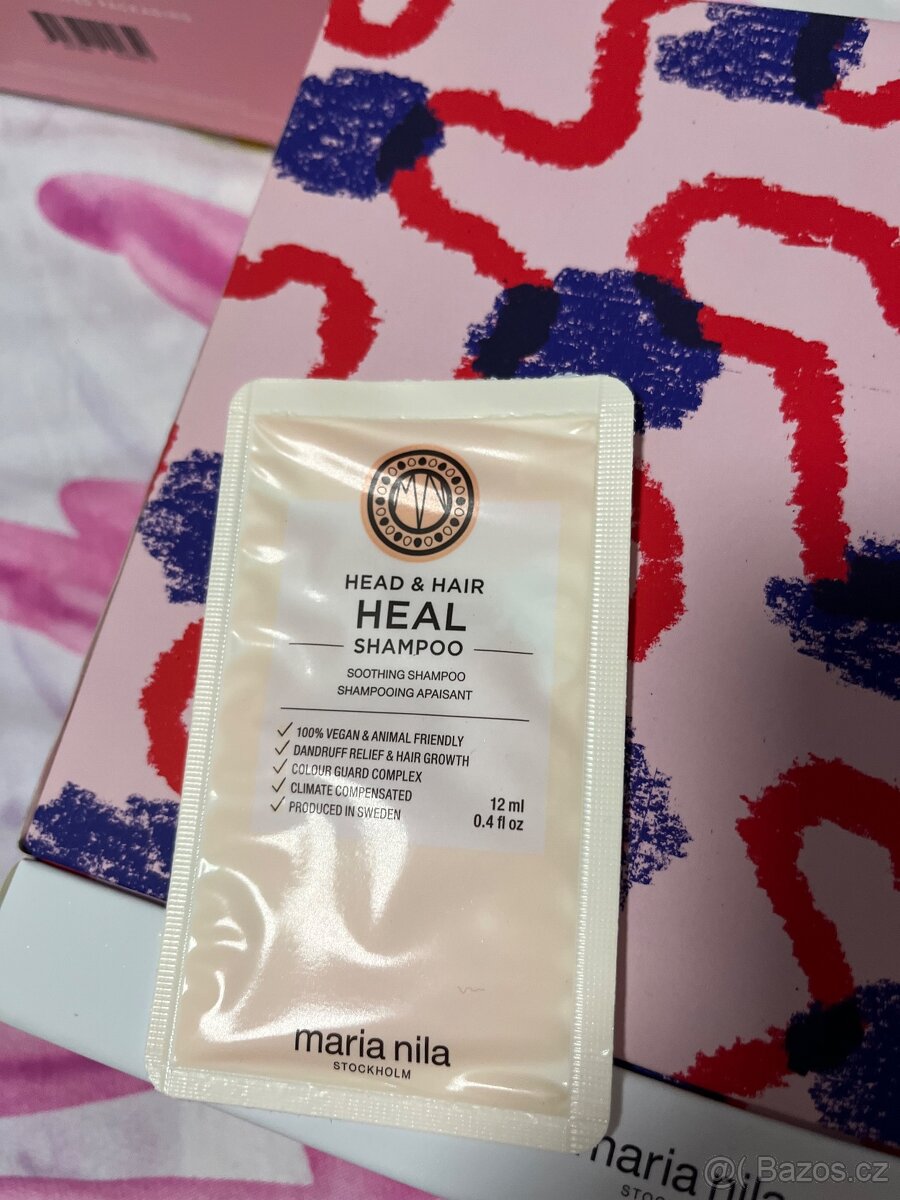 HEAD & HAIR
HEAL
SHAMPOO
SOOTHING SHAMPOO
SHAMPOOING APAISANT
100% VEGAN & ANIMAL FRIENDLY
DANDRUFF RELIEF & HAIR GROWTH
COLOUR GUARD COMPLEX
CLIMATE COMPENSATED
PRODUCED IN SWEDEN
12 ml
0.4 fl oz
maria nila
STOCKHOLM
maria nila
@( Bazos.cz